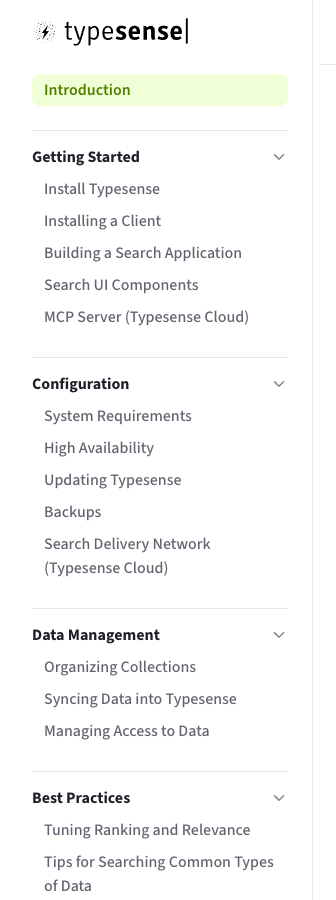 typesense|
Introduction
Getting Started
Install Typesense
Installing a Client
Building a Search Application
Search UI Components
MCP Server (Typesense Cloud)
Configuration
System Requirements
High Availability
Updating Typesense
Backups
Search Delivery Network
(Typesense Cloud)
Data Management
Organizing Collections
Syncing Data into Typesense
Managing Access to Data
Best Practices
Tuning Ranking and Relevance
Tips for Searching Common Types
of Data